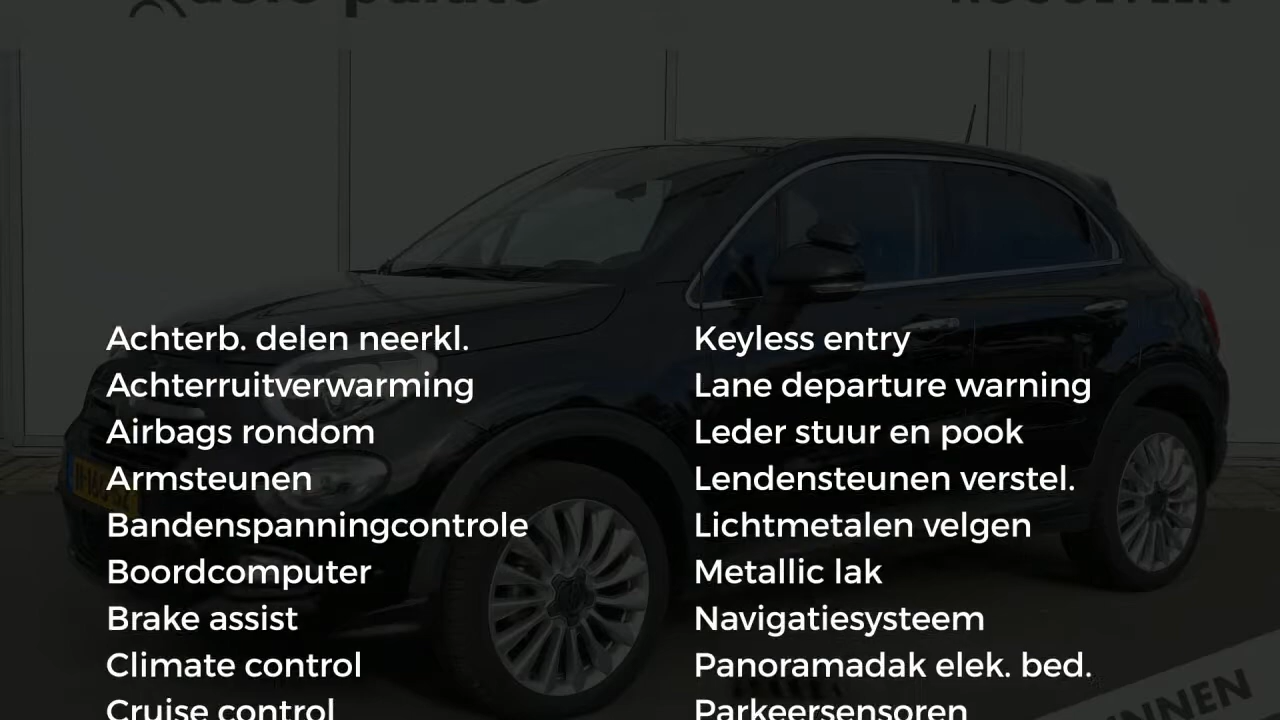 Achterb. delen neerkl.
Achterruitverwarming
Airbags rondom
Armsteunen
Bandenspanningcontrole
Boordcomputer
Brake assist
Climate control
Cruise control
Keyless entry
Lane departure warning
Leder stuur en pook
Lendensteunen verstel.
Lichtmetalen velgen
Metallic lak
Navigatiesysteem
Panoramadak elek. bed.
Parkeersensoren